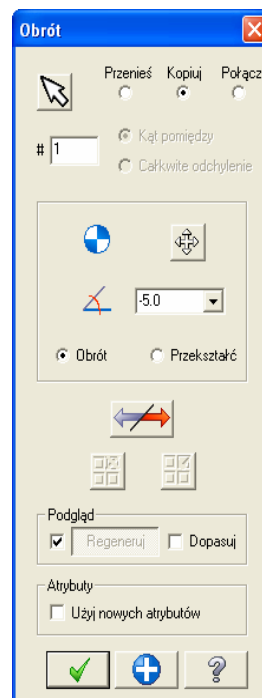 Obrót
Przenieś Kopiuj Połącz
# 1
Kąt pomiędzy
Całkwite odchylenie
-5.0
Obrót Przekształć
Podgląd
Regeneruj Dopasuj
Atrybuty
Użyj nowych atrybutów
?